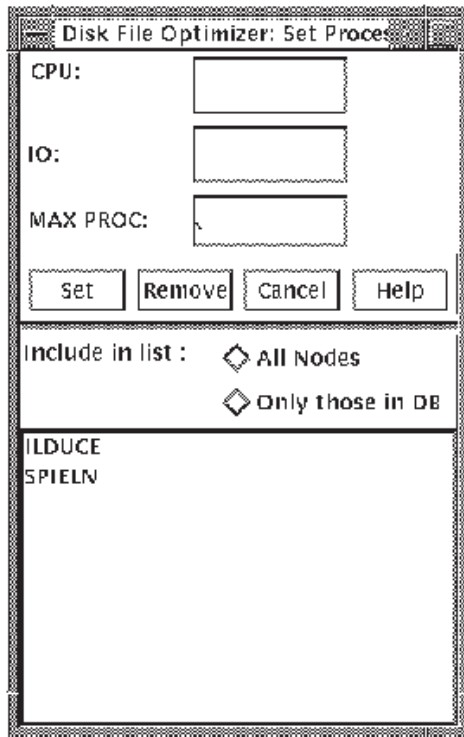 Disk File Optimizer: Set Proces
CPU:
IO:
MAX PROC:
Set Remove Cancel Help
Include in list :
All Nodes
Only those in DB
ILDUCE
SPIELN